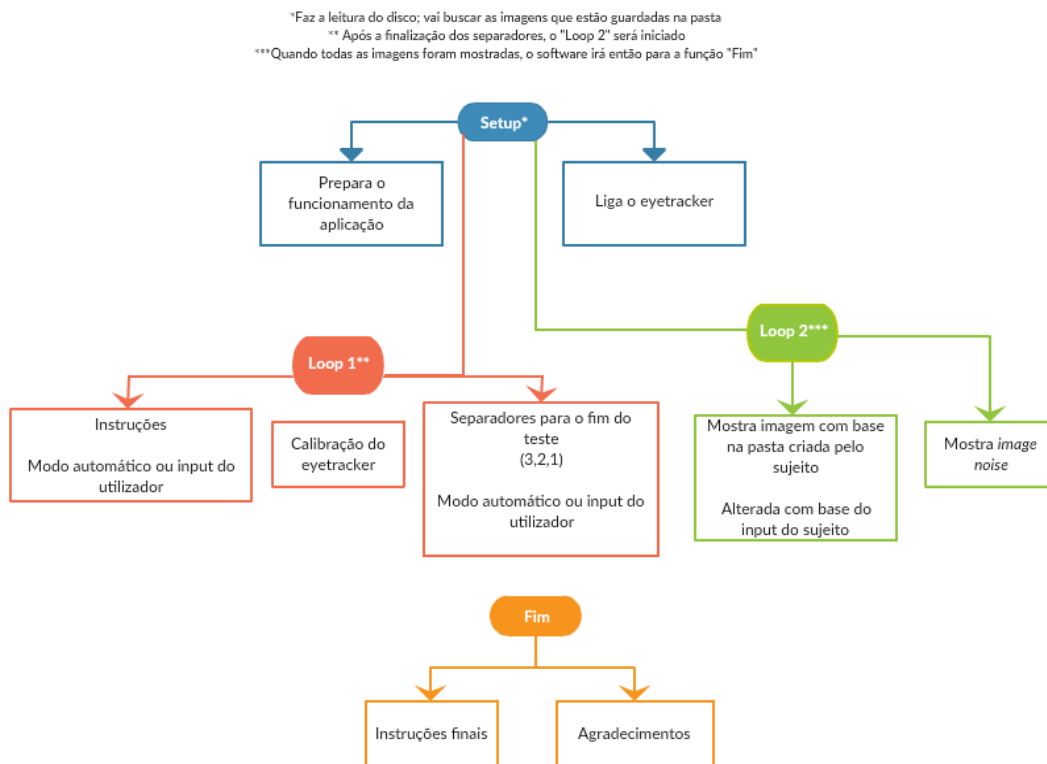 *Faz a leitura do disco; vai buscar as imagens que estão guardadas na pasta
** Após a finalização dos separadores, o "Loop 2" será iniciado
***Quando todas as imagens foram mostradas, o software irá então para a função "Fim"
Setup*
Prepara o
funcionamento da
aplicação
Liga o eyetracker
Loop 1**
Loop 2***
Instruções
Modo automático ou input do
utilizador
Calibração do
eyetracker
Separadores para o fim do
teste
(3,2,1)
Modo automático ou input do
utilizador
Mostra imagem com base
na pasta criada pelo
sujeito
Alterada com base do
input do sujeito
Mostra image
noise
Fim
Instruções finais
Agradecimentos